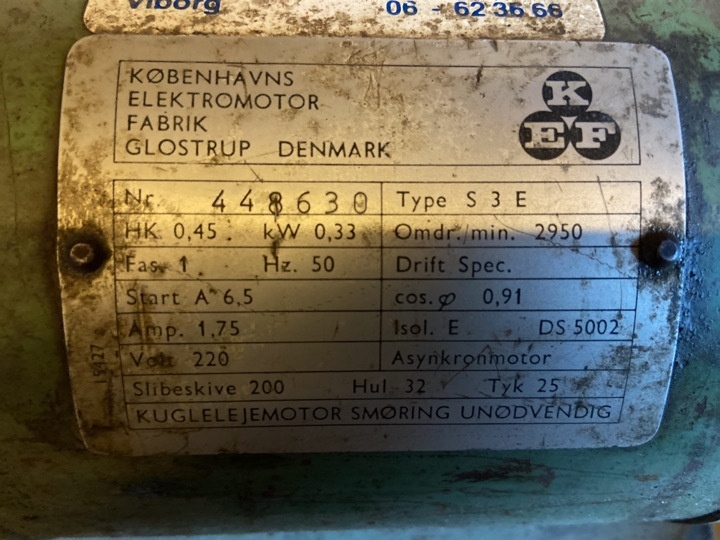 Viborg 06 - 62 36 66
KØBENHAVNS
ELEKTROMOTOR
FABRIK
GLOSTRUP DENMARK
K
EF
Nr. 448630 Type S 3 E
HK 0,45 kW 0,33 Omdr./min. 2950
Fas. 1 Hz. 50 Drift Spec.
Start A 6,5 cos. φ 0,91
Amp. 1,75 Isol. E DS 5002
Volt 220 Asynkronmotor
Slibeskive 200 Hul 32 Tyk 25
KUGLELEJEMOTOR SMØRING UNØDVENDIG